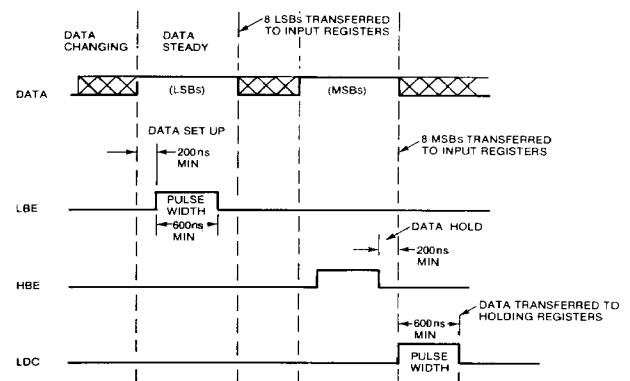 8 LSBs TRANSFERRED
TO INPUT REGISTERS
DATA
CHANGING
DATA
STEADY
DATA
(LSBs)
(MSBs)
DATA SET UP
200ns
MIN
8 MSBs TRANSFERRED
TO INPUT REGISTERS
LBE
PULSE
WIDTH
600ns
MIN
DATA HOLD
200ns
MIN
HBE
DATA TRANSFERRED TO
HOLDING REGISTERS
600ns
MIN
LDC
PULSE
WIDTH